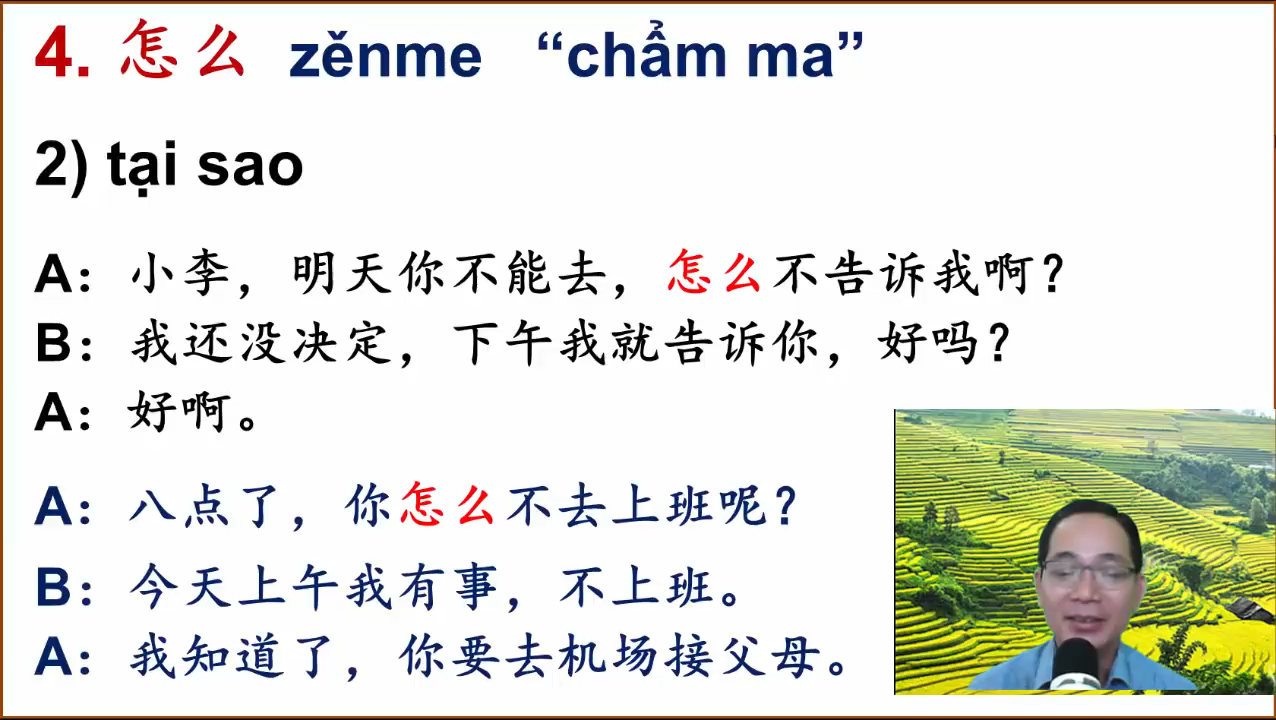 4. 怎么 zěnme “chẩm ma”
2) tại sao
A：小李，明天你不能去，怎么不告诉我啊？
B：我还没决定，下午我就告诉你，好吗？
A：好啊。
A：八点了，你怎么不去上班呢？
B：今天上午我有事，不上班。
A：我知道了，你要去机场接父母。